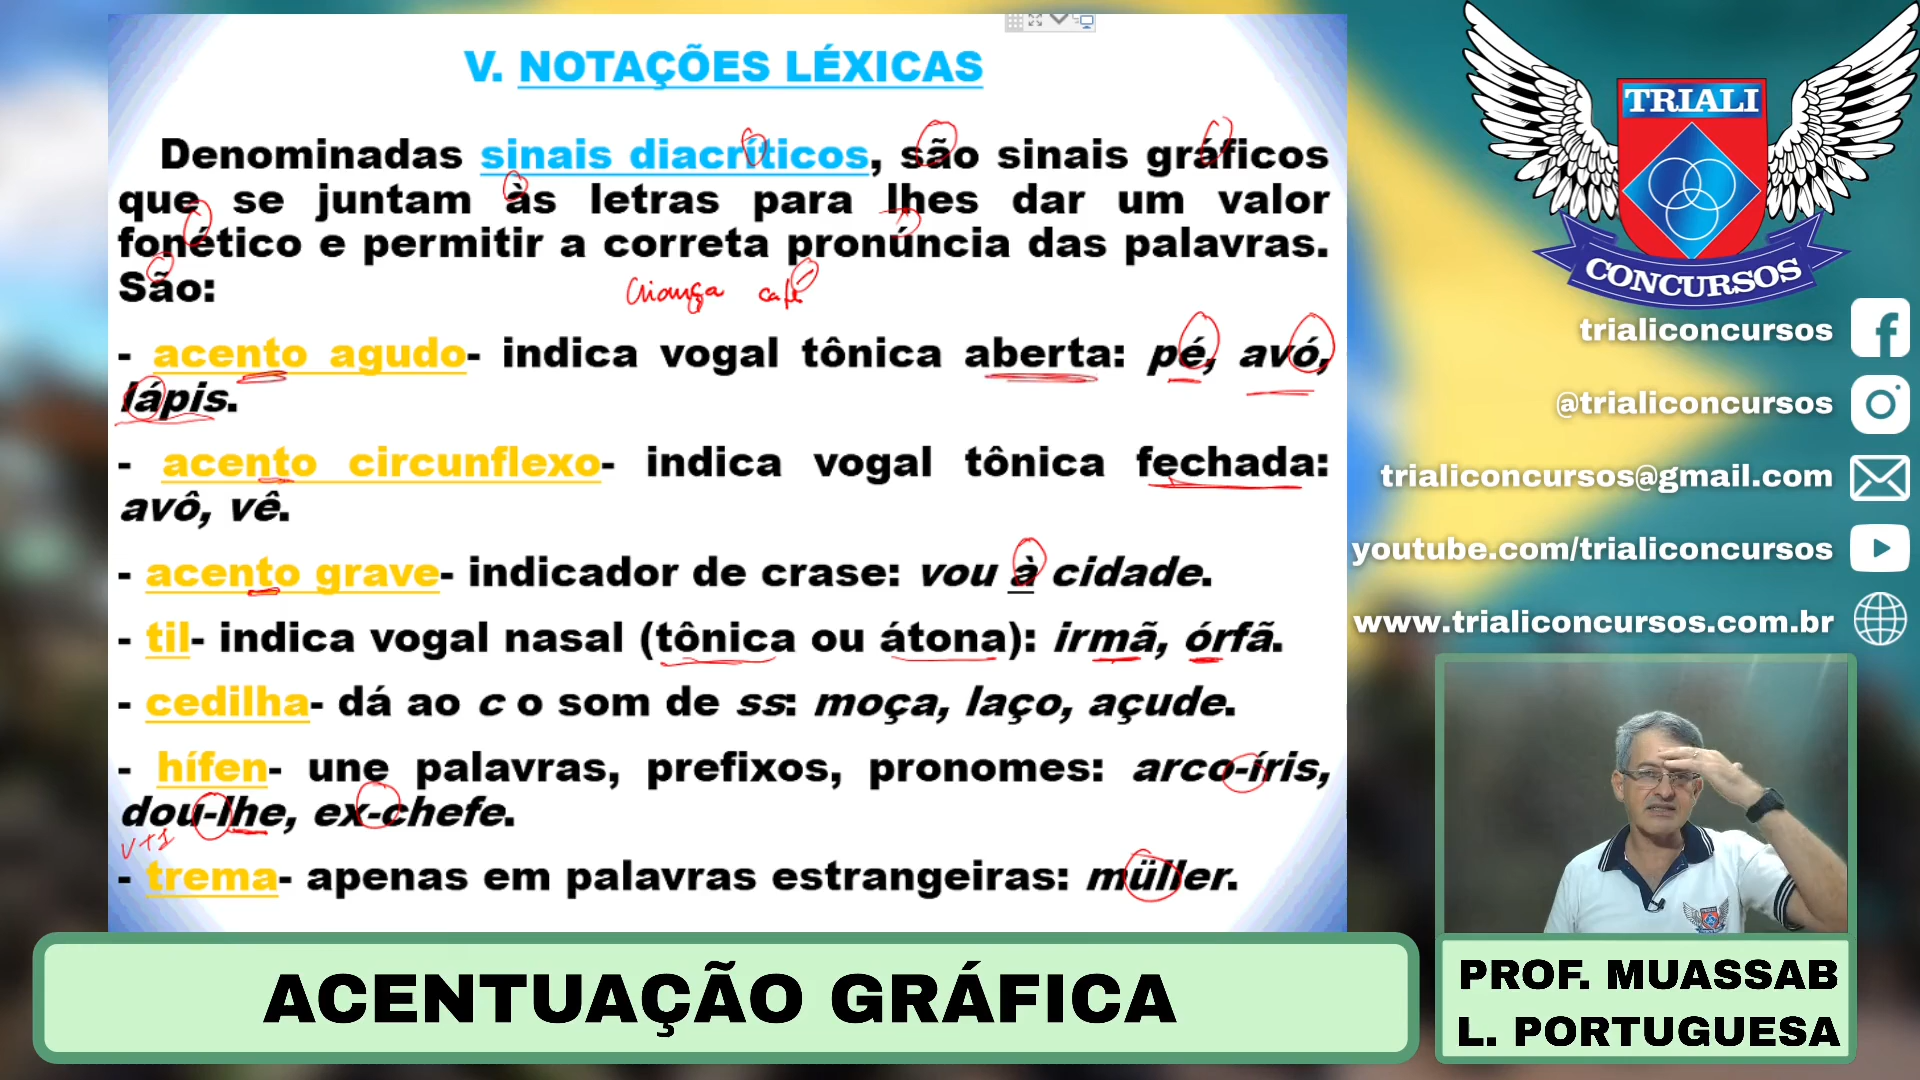 V. NOTAÇÕES LÉXICAS
Denominadas sinais diacríticos, são sinais gráficos
que se juntam às letras para lhes dar um valor
fonético e permitir a correta pronúncia das palavras.
São:
Criança café
- acento agudo- indica vogal tônica aberta: pé, avó,
lápis.
- acento circunflexo- indica vogal tônica fechada:
avô, vê.
- acento grave- indicador de crase: vou à cidade.
- til- indica vogal nasal (tônica ou átona): irmã, órfã.
- cedilha- dá ao c o som de ss: moça, laço, açude.
- hífen- une palavras, prefixos, pronomes: arco-íris,
dou-lhe, ex-chefe.
V+1
- trema- apenas em palavras estrangeiras: müller.
ACENTUAÇÃO GRÁFICA
TRIALI
CONCURSOS
trialiconcursos
@trialiconcursos
trialiconcursos@gmail.com
youtube.com/trialiconcursos
www.trialiconcursos.com.br
PROF. MUASSAB
L. PORTUGUESA